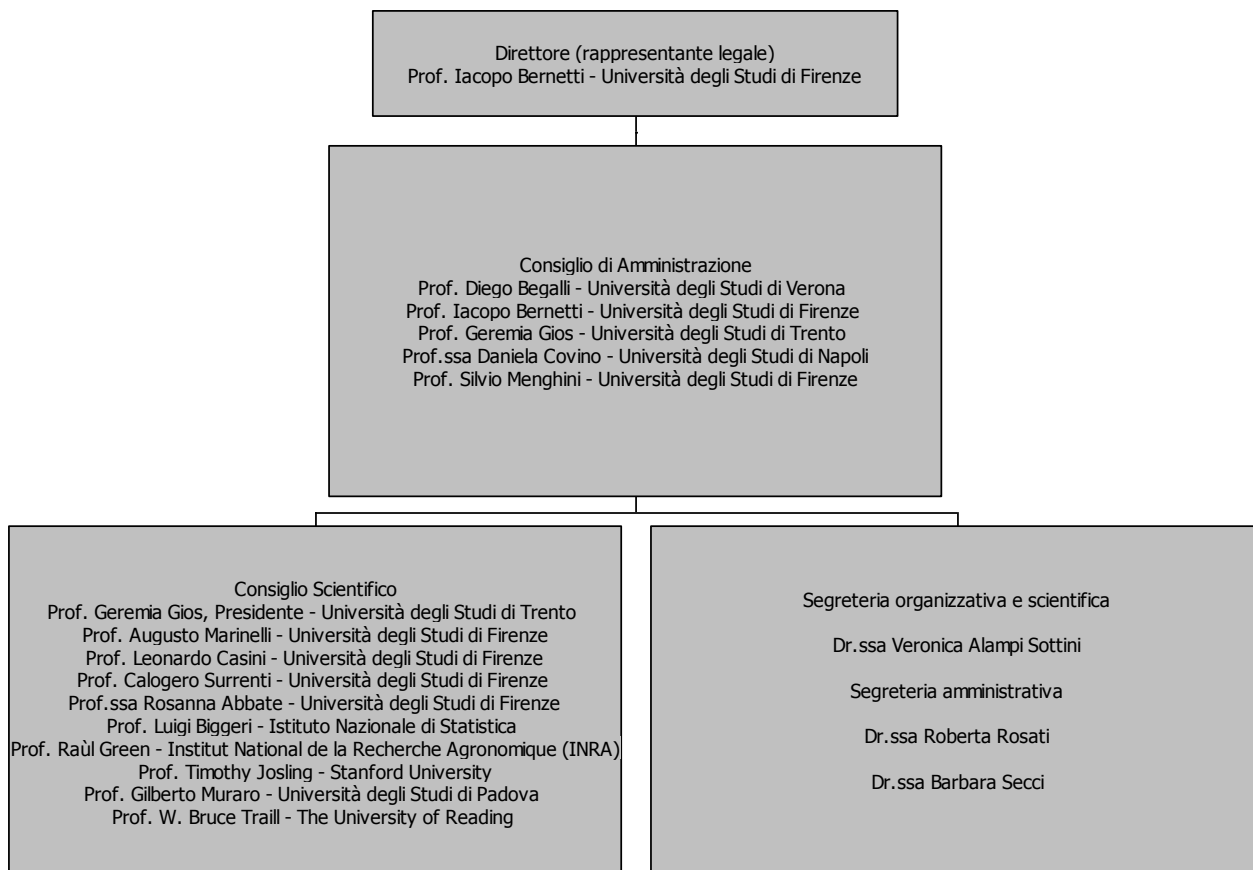 Direttore (rappresentante legale)
Prof. Iacopo Bernetti - Università degli Studi di Firenze
Consiglio di Amministrazione
Prof. Diego Begalli - Università degli Studi di Verona
Prof. Iacopo Bernetti - Università degli Studi di Firenze
Prof. Geremia Gios - Università degli Studi di Trento
Prof.ssa Daniela Covino - Università degli Studi di Napoli
Prof. Silvio Menghini - Università degli Studi di Firenze
Consiglio Scientifico
Prof. Geremia Gios, Presidente - Università degli Studi di Trento
Prof. Augusto Marinelli - Università degli Studi di Firenze
Prof. Leonardo Casini - Università degli Studi di Firenze
Prof. Calogero Surrenti - Università degli Studi di Firenze
Prof.ssa Rosanna Abbate - Università degli Studi di Firenze
Prof. Luigi Biggeri - Istituto Nazionale di Statistica
Prof. Raùl Green - Institut National de la Recherche Agronomique (INRA)
Prof. Timothy Josling - Stanford University
Prof. Gilberto Muraro - Università degli Studi di Padova
Prof. W. Bruce Traill - The University of Reading
Segreteria organizzativa e scientifica
Dr.ssa Veronica Alampi Sottini
Segreteria amministrativa
Dr.ssa Roberta Rosati
Dr.ssa Barbara Secci